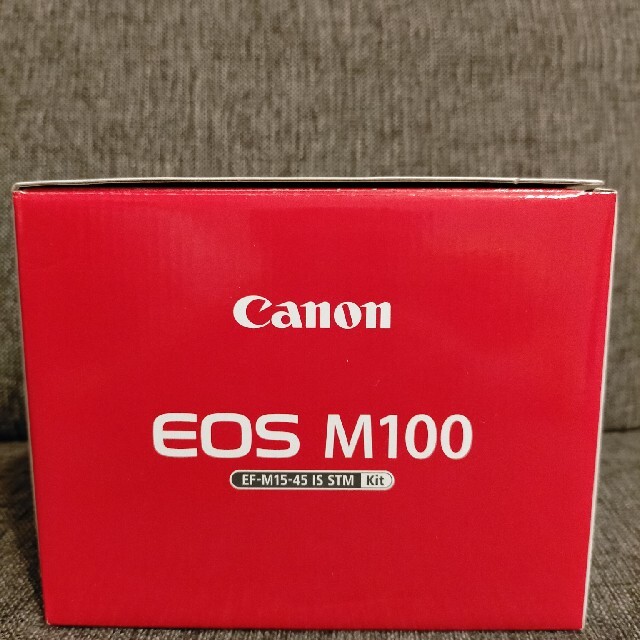 Canon
EOS M100
EF-M15-45 IS STM Kit